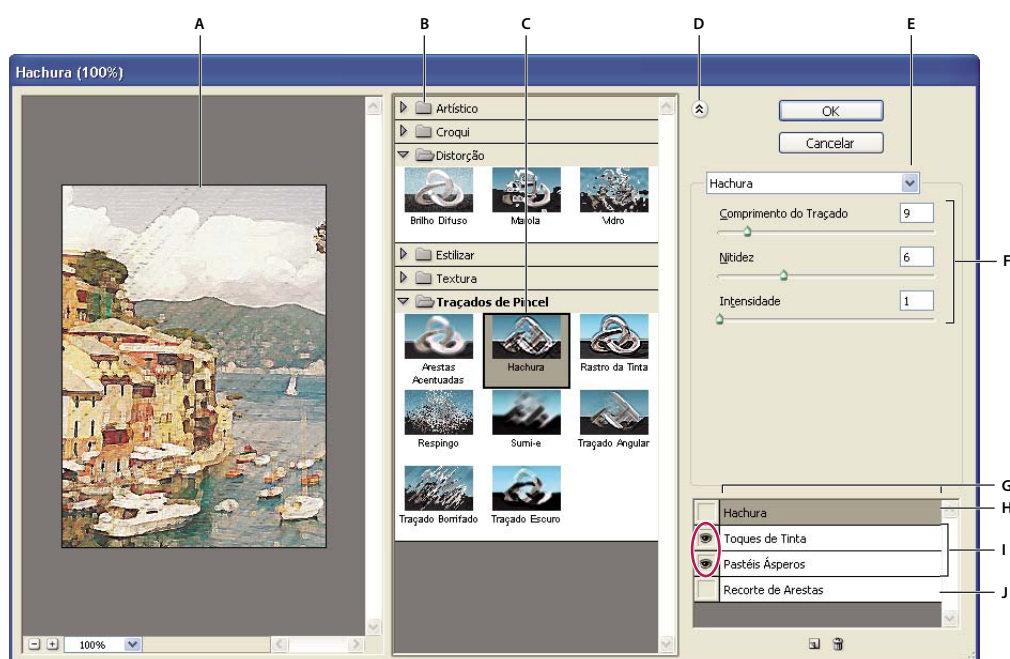 A
B
C
D
E
Hachura (100%)
Artístico
Croqui
Distorção
Brilho Difuso
Marola
Vidro
Estilizar
Textura
Traçados de Pincel
Arestas Acentuadas
Hachura
Rastro da Tinta
Respingo
Sumi-e
Traçado Angular
Traçado Borrifado
Traçado Escuro
100%
OK
Cancelar
Hachura
Comprimento do Traçado
9
Nitidez
6
Intensidade
1
F
G
Hachura
H
Toques de Tinta
I
Pastéis Ásperos
Recorte de Arestas
J